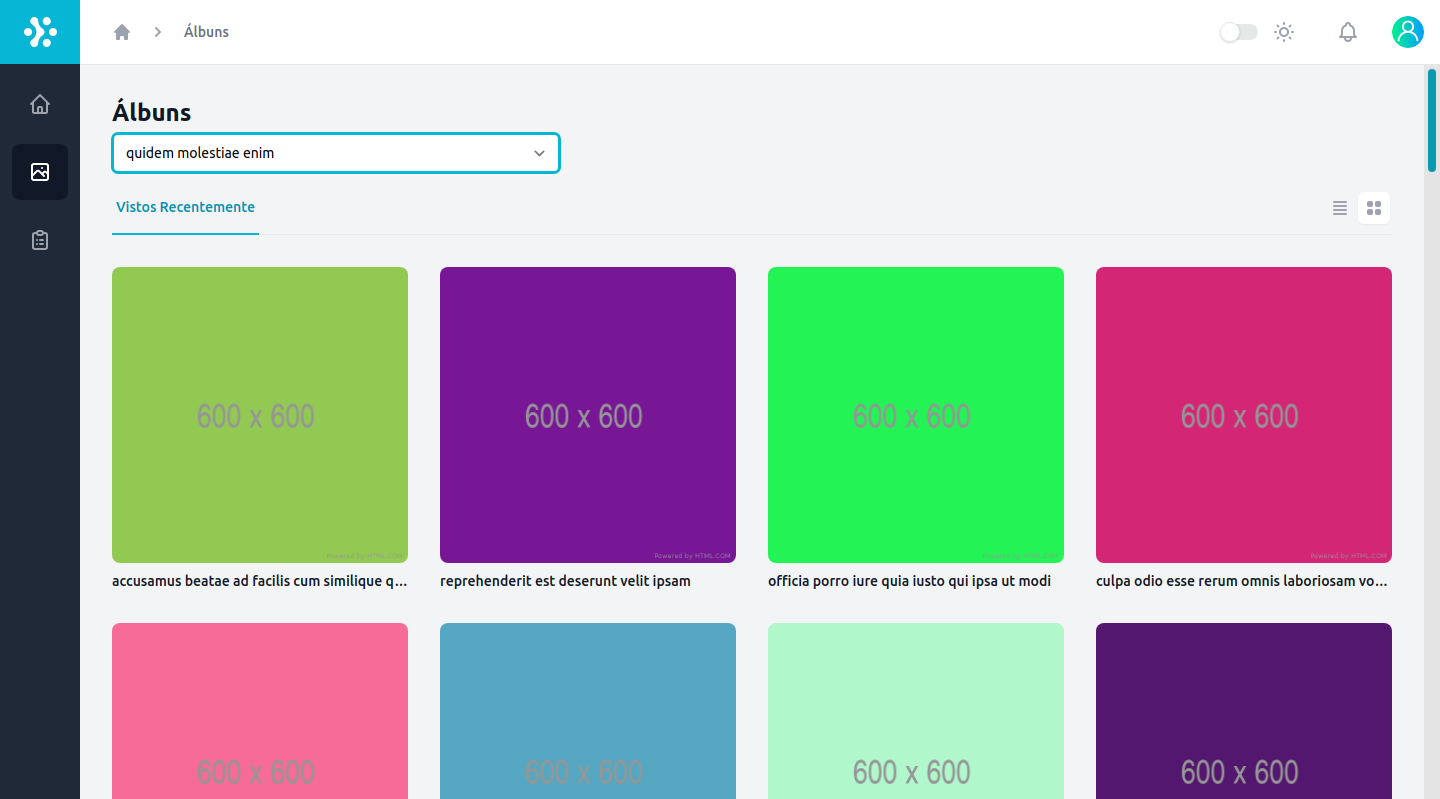 Álbuns
Álbuns
quidem molestiae enim
Vistos Recentemente
600 x 600
600 x 600
600 x 600
600 x 600
Powered by HTML.COM
Powered by HTML.COM
Powered by HTML.COM
Powered by HTML.COM
accusamus beatae ad facilis cum similique q...
reprehenderit est deserunt velit ipsam
officia porro iure quia iusto qui ipsa ut modi
culpa odio esse rerum omnis laboriosam vo...
600 x 600
600 x 600
600 x 600
600 x 600